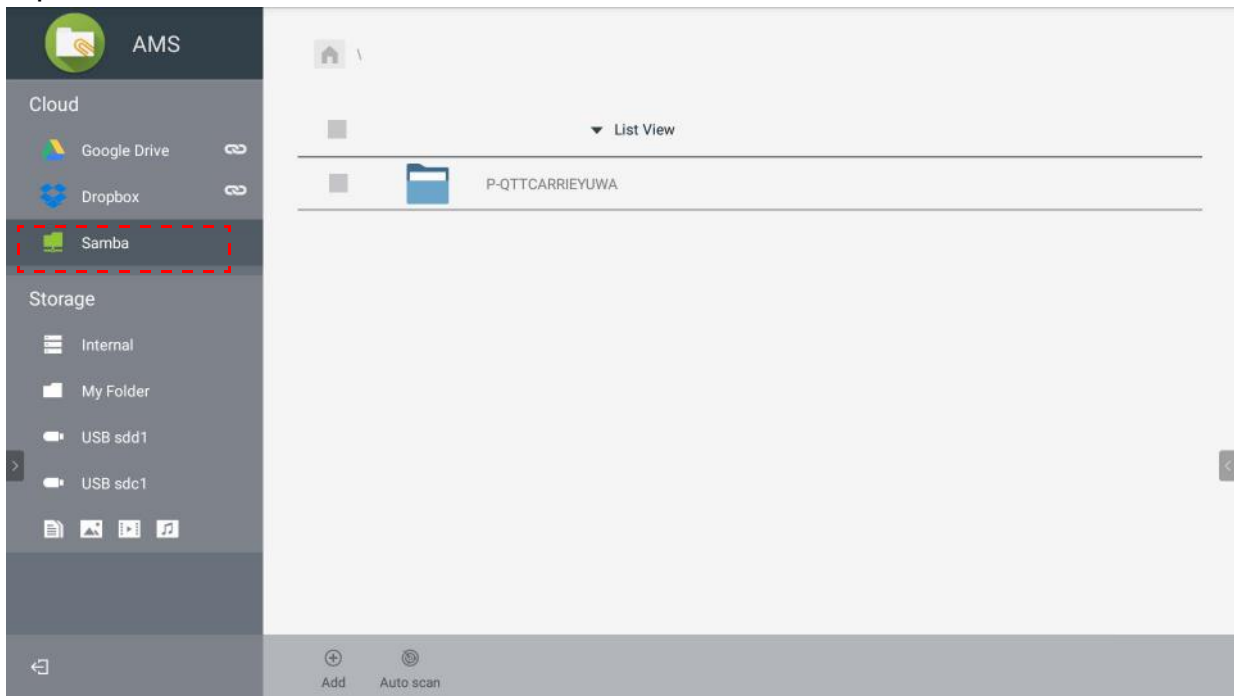 AMS
Cloud
Google Drive
Dropbox
Samba
Storage
Internal
My Folder
USB sdd1
USB sdc1
\
List View
P-QTTCARRIEYUWA
Add
Auto scan